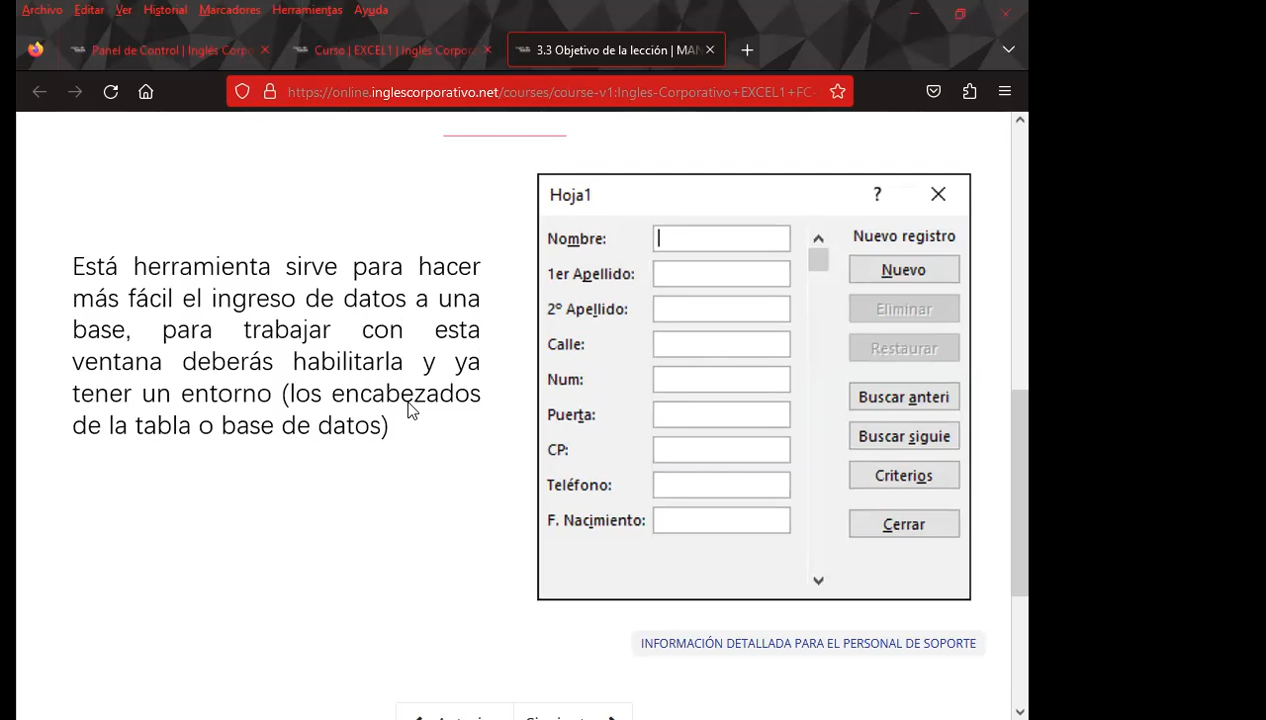 Archivo Editar Ver Historial Marcadores Herramientas Ayuda
Panel de Control | Inglés Corpo
Curso | EXCEL1 | Inglés Corpor
3.3 Objetivo de la lección | MAN
https://online.inglescorporativo.net/courses/course-v1:Ingles-Corporativo+EXCEL1+FC-
Está herramienta sirve para hacer
más fácil el ingreso de datos a una
base, para trabajar con esta
ventana deberás habilitarla y ya
tener un entorno (los encabezados
de la tabla o base de datos)
Hoja1 ?
Nombre:
1er Apellido:
2º Apellido:
Calle:
Num:
Puerta:
CP:
Teléfono:
F. Nacimiento:
Nuevo registro
Nuevo
Eliminar
Restaurar
Buscar anteri
Buscar siguie
Criterios
Cerrar
INFORMACIÓN DETALLADA PARA EL PERSONAL DE SOPORTE